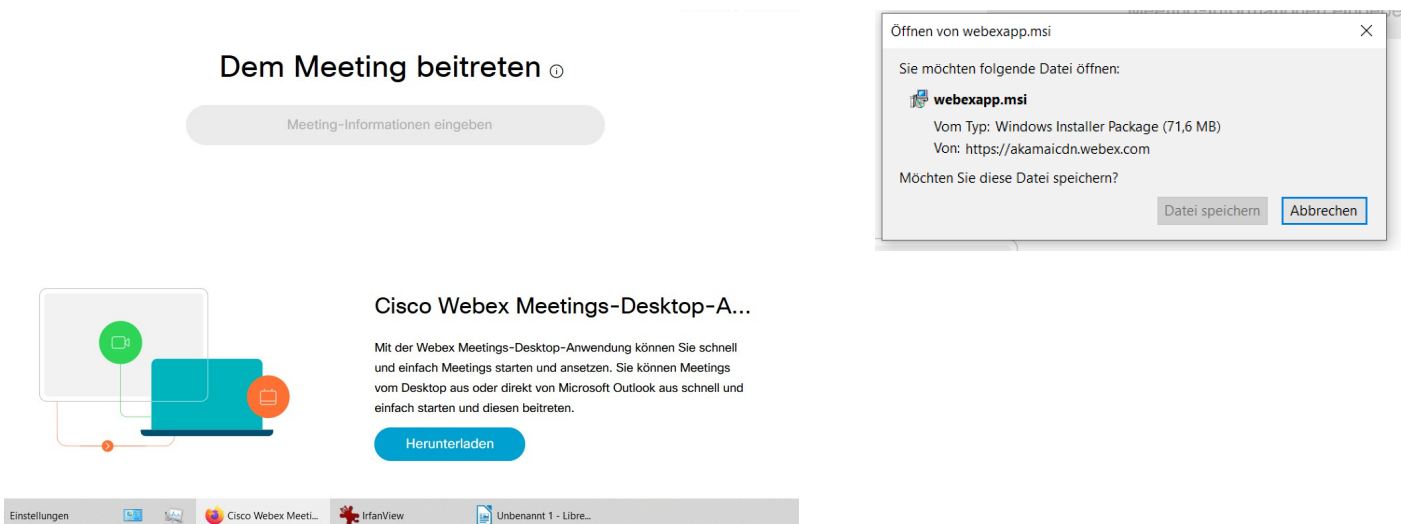 Dem Meeting beitreten
Meeting-Informationen eingeben
Cisco Webex Meetings-Desktop-A...
Mit der Webex Meetings-Desktop-Anwendung können Sie schnell
und einfach Meetings starten und ansetzen. Sie können Meetings
vom Desktop aus oder direkt von Microsoft Outlook aus schnell und
einfach starten und diesen beitreten.
Herunterladen
Einstellungen
Cisco Webex Meeti...
IrfanView
Unbenannt 1 - Libre...
Öffnen von webexapp.msi
Sie möchten folgende Datei öffnen:
webexapp.msi
Vom Typ: Windows Installer Package (71,6 MB)
Von: https://akamaicdn.webex.com
Möchten Sie diese Datei speichern?
Datei speichern
Abbrechen